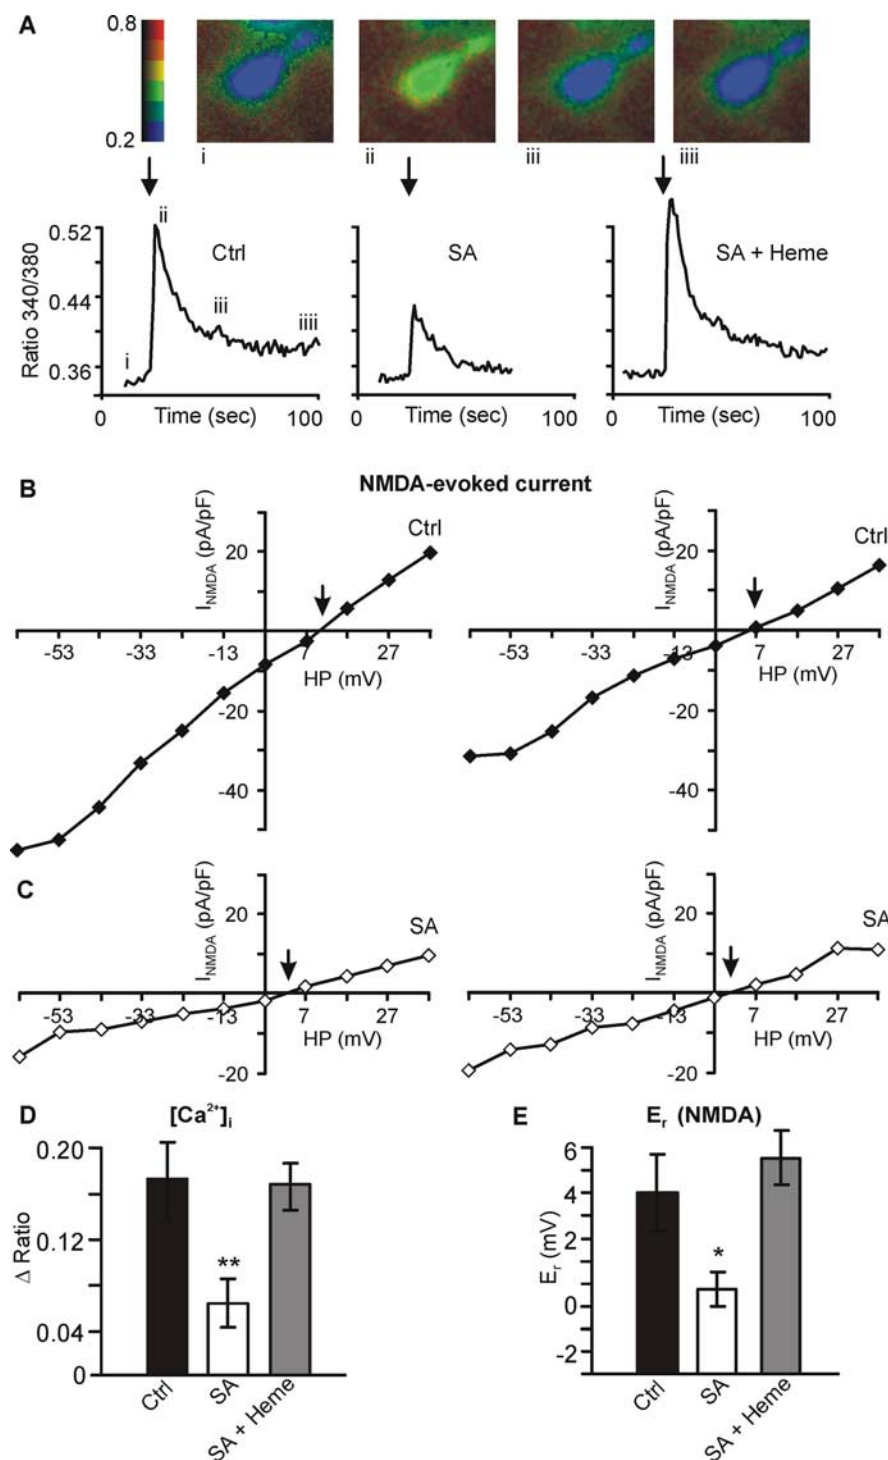 A
0.8
0.2
i
ii
iii
iiii
Ratio 340/380
0.52
0.44
0.36
i
ii
iii
iiii
Ctrl
0
Time (sec)
100
SA
0
Time (sec)
100
SA + Heme
0
Time (sec)
100
B
NMDA-evoked current
I_NMDA (pA/pF)
Ctrl
20
-53
-33
-13
7
27
HP (mV)
-20
-40
I_NMDA (pA/pF)
Ctrl
20
-53
-33
-13
7
27
HP (mV)
-20
-40
C
I_NMDA (pA/pF)
SA
20
-53
-33
-13
7
27
HP (mV)
-20
I_NMDA (pA/pF)
SA
20
-53
-33
-13
7
27
HP (mV)
-20
D
[Ca²⁺]i
Δ Ratio
0.20
0.12
0.04
0
**
Ctrl
SA
SA + Heme
E
Er (NMDA)
Er (mV)
6
4
2
0
-2
*
Ctrl
SA
SA + Heme